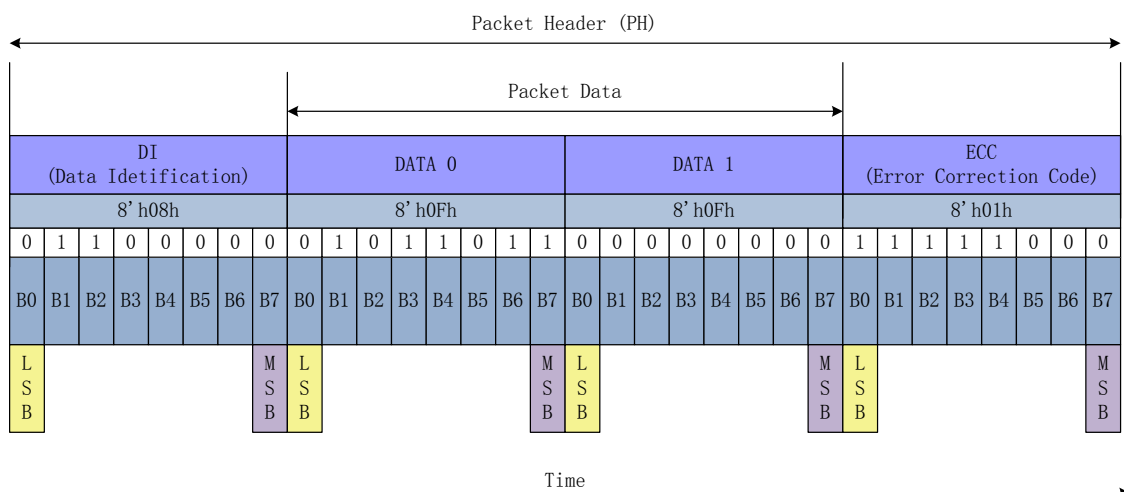 Packet Header (PH)
Packet Data
DI
(Data Idetification)
DATA 0
DATA 1
ECC
(Error Correction Code)
8'h08h 8'h0Fh 8'h0Fh 8'h01h
0 1 1 0 0 0 0 0 0 1 0 1 1 0 1 1 0 0 0 0 0 0 0 0 1 1 1 1 1 0 0 0
B0 B1 B2 B3 B4 B5 B6 B7 B0 B1 B2 B3 B4 B5 B6 B7 B0 B1 B2 B3 B4 B5 B6 B7 B0 B1 B2 B3 B4 B5 B6 B7
L M L M L M L M
S S S S S S S S
B B B B B B B B
Time